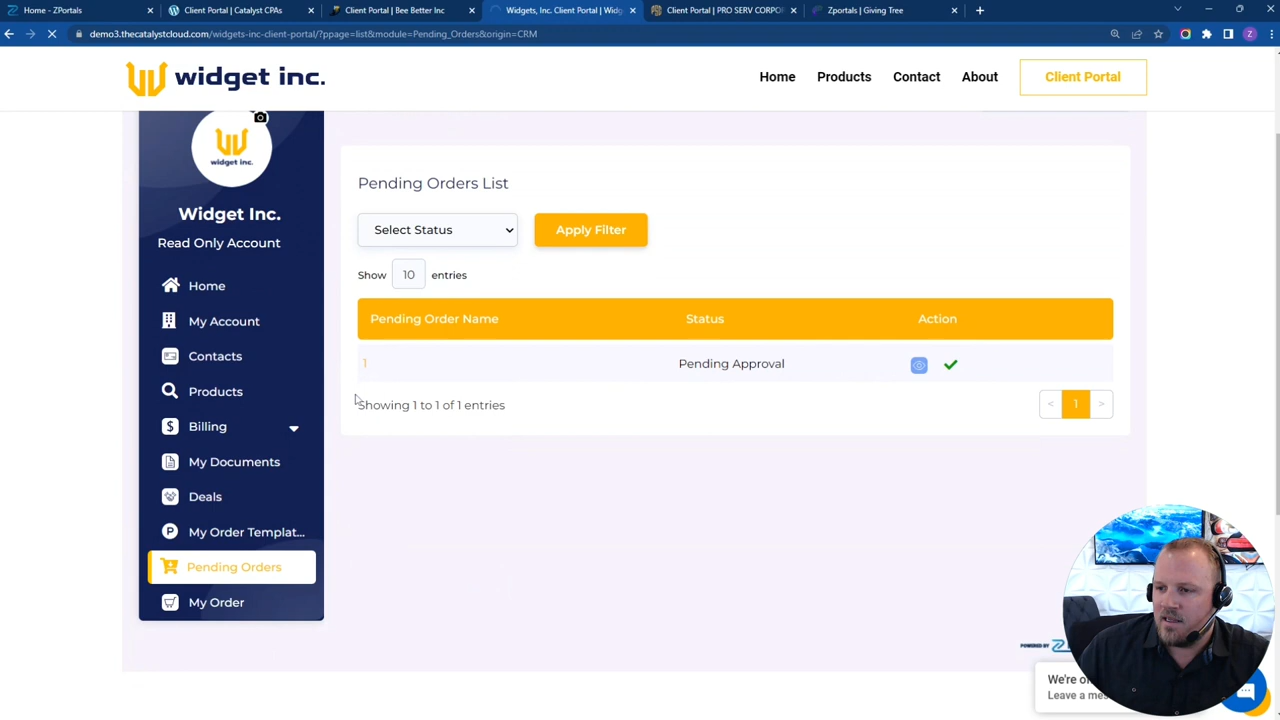 Home - ZPortals
Client Portal | Catalyst CPAs
Client Portal | Bee Better Inc
Widgets, Inc. Client Portal | Widg
Client Portal | PRO SERV CORPOR
Zportals | Giving Tree
demo3.thecatalystcloud.com/widgets-inc-client-portal/?ppage=list&module=Pending_Orders&origin=CRM
Z
widget inc.
Home
Products
Contact
About
Client Portal
widget inc.
Widget Inc.
Read Only Account
Home
My Account
Contacts
Products
Billing
My Documents
Deals
My Order Templat...
Pending Orders
My Order
Pending Orders List
Select Status
Apply Filter
Show 10 entries
Pending Order Name Status Action
1 Pending Approval
Showing 1 to 1 of 1 entries
< 1 >
POWERED BY
We're o
Leave a mes